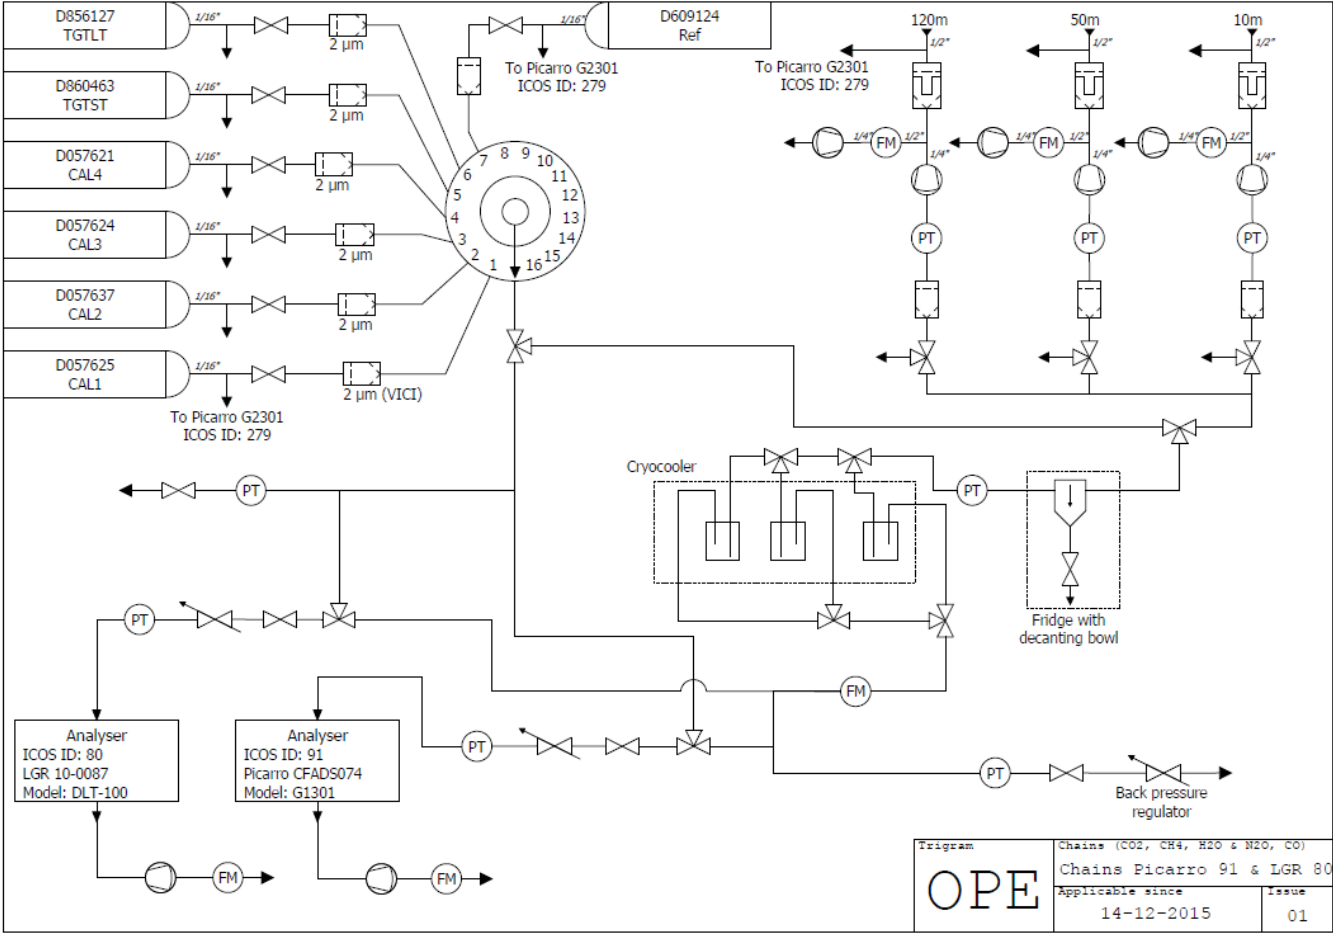 D856127
TGTLT
1/16"
2 µm
D860463
TGTST
1/16"
2 µm
D057621
CAL4
1/16"
2 µm
D057624
CAL3
1/16"
2 µm
D057637
CAL2
1/16"
2 µm
D057625
CAL1
1/16"
2 µm (VICI)
To Picarro G2301
ICOS ID: 279
1/16"
D609124
Ref
To Picarro G2301
ICOS ID: 279
1
2
3
4
5
6
7
8
9
10
11
12
13
14
15
16
120m
50m
10m
1/2"
1/2"
1/2"
To Picarro G2301
ICOS ID: 279
1/4"
FM
1/2"
1/4"
FM
1/2"
1/4"
FM
1/2"
1/4"
1/4"
1/4"
PT
PT
PT
Cryocooler
PT
PT
Fridge with
decanting bowl
PT
FM
PT
PT
Back pressure
regulator
Analyser
ICOS ID: 80
LGR 10-0087
Model: DLT-100
Analyser
ICOS ID: 91
Picarro CFADS074
Model: G1301
FM
FM
Trigram
OPE
Chains (CO2, CH4, H2O & N2O, CO)
Chains Picarro 91 & LGR 80
Applicable since
14-12-2015
Issue
01